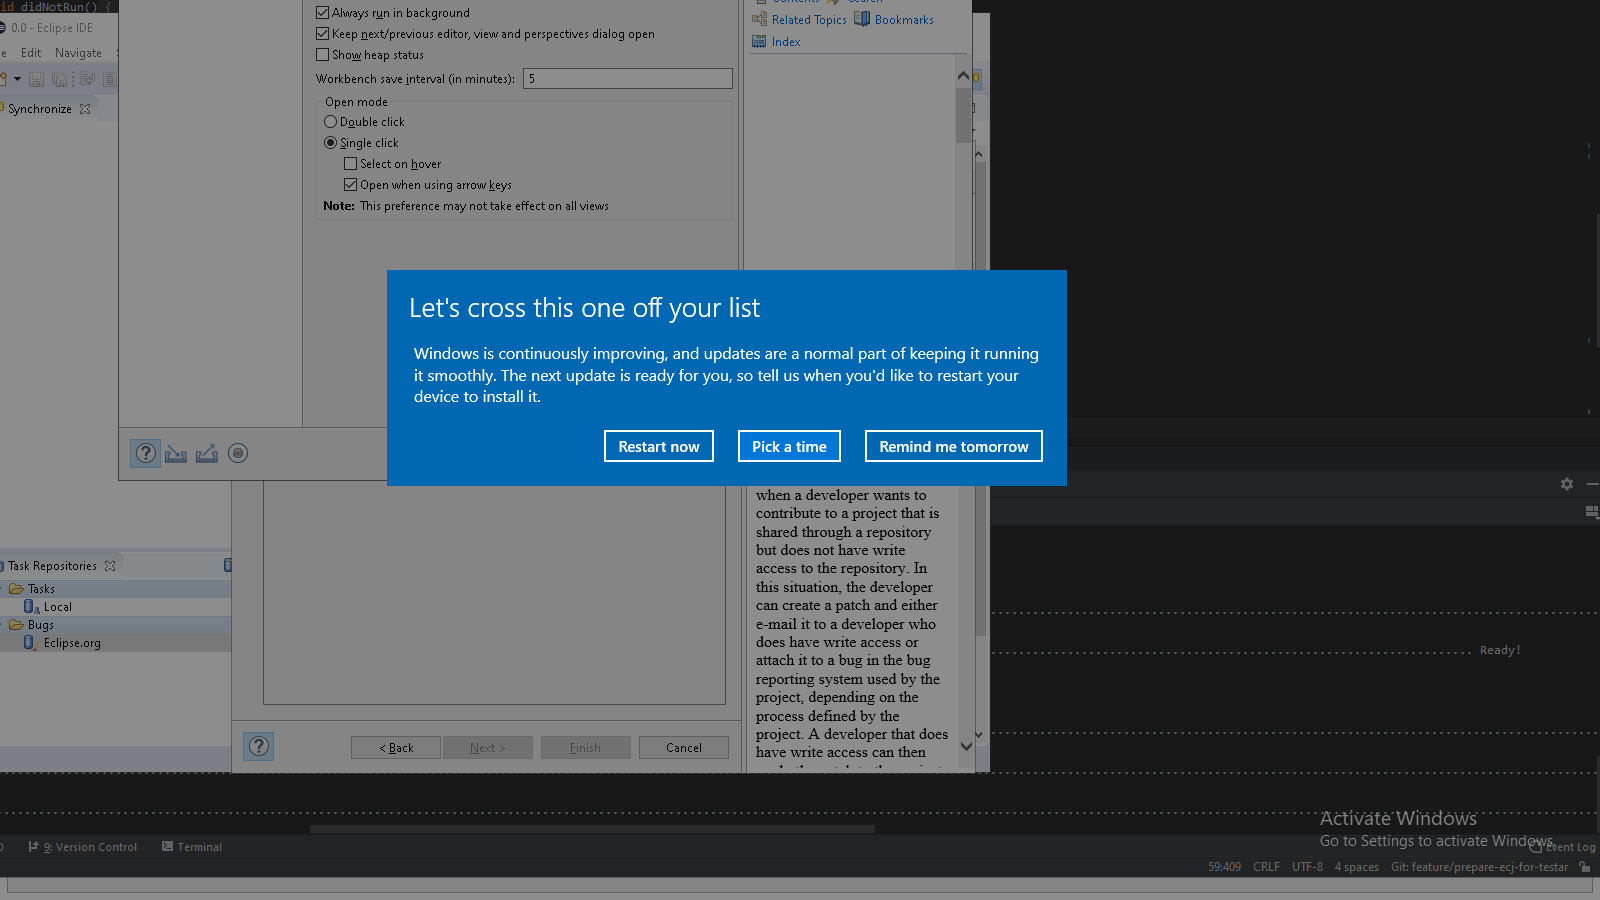 id didNotRun() {
0.0 - Eclipse IDE
e Edit Navigate
Synchronize
Always run in background
Keep next/previous editor, view and perspectives dialog open
Show heap status
Workbench save interval (in minutes): 5
Open mode
Double click
Single click
Select on hover
Open when using arrow keys
Note: This preference may not take effect on all views
Contents Search
Related Topics Bookmarks
Index
Let's cross this one off your list
Windows is continuously improving, and updates are a normal part of keeping it running
it smoothly. The next update is ready for you, so tell us when you'd like to restart your
device to install it.
Restart now Pick a time Remind me tomorrow
when a developer wants to
contribute to a project that is
shared through a repository
but does not have write
access to the repository. In
this situation, the developer
can create a patch and either
e-mail it to a developer who
does have write access or
attach it to a bug in the bug
reporting system used by the
project, depending on the
process defined by the
project. A developer that does
have write access can then
Task Repositories
Tasks
Local
Bugs
Eclipse.org
< Back Next > Finish Cancel
Ready!
Activate Windows
Go to Settings to activate Windows.
9: Version Control Terminal
Event Log
59:409 CRLF UTF-8 4 spaces Git: feature/prepare-ecj-for-testar